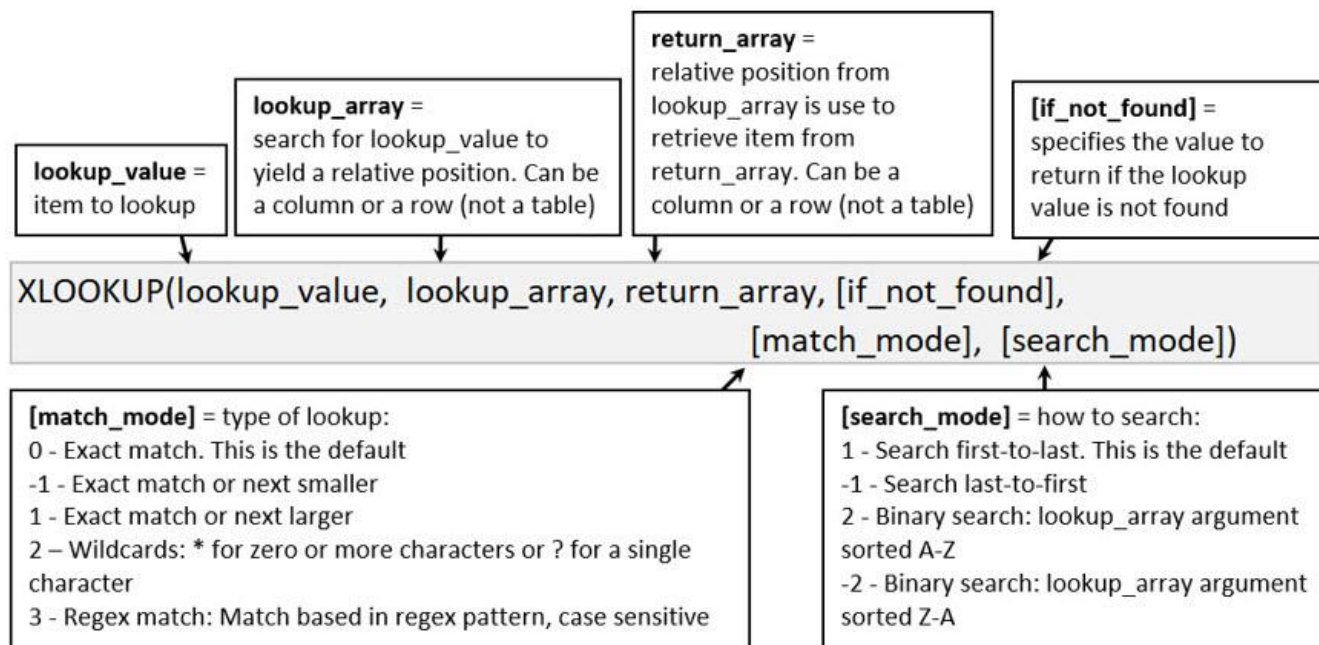 lookup_value =
item to lookup
lookup_array =
search for lookup_value to
yield a relative position. Can be
a column or a row (not a table)
return_array =
relative position from
lookup_array is use to
retrieve item from
return_array. Can be a
column or a row (not a table)
[if_not_found] =
specifies the value to
return if the lookup
value is not found
XLOOKUP(lookup_value, lookup_array, return_array, [if_not_found],
[match_mode], [search_mode])
[match_mode] = type of lookup:
0 - Exact match. This is the default
-1 - Exact match or next smaller
1 - Exact match or next larger
2 – Wildcards: * for zero or more characters or ? for a single
character
3 - Regex match: Match based in regex pattern, case sensitive
[search_mode] = how to search:
1 - Search first-to-last. This is the default
-1 - Search last-to-first
2 - Binary search: lookup_array argument
sorted A-Z
-2 - Binary search: lookup_array argument
sorted Z-A